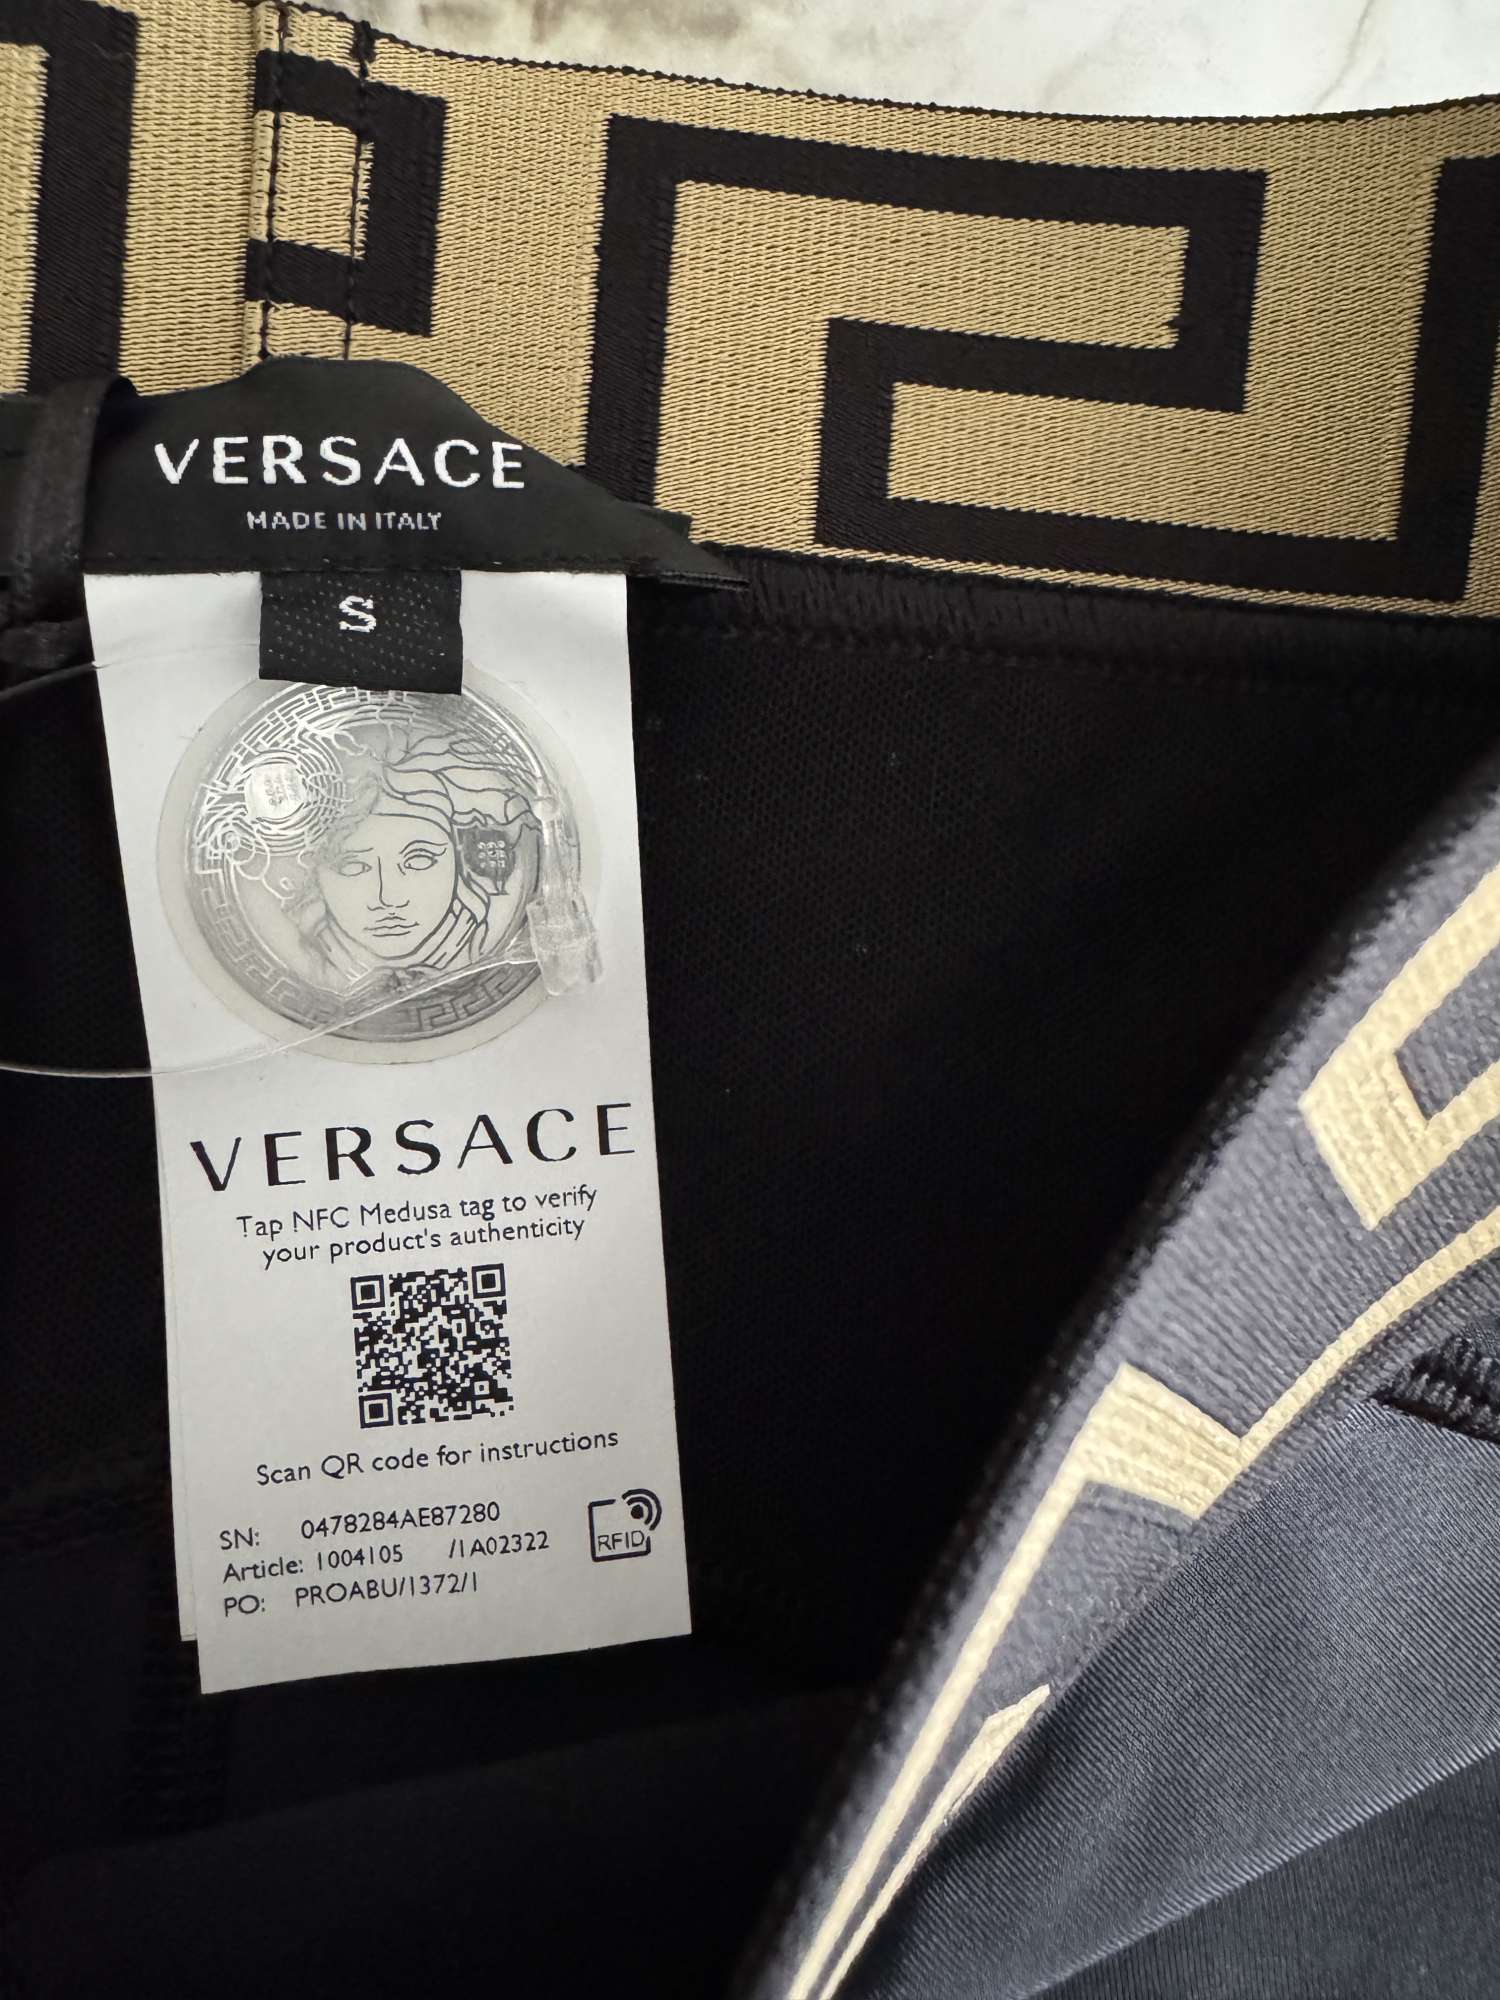 VERSACE
MADE IN ITALY
S
VERSACE
Tap NFC Medusa tag to verify
your product's authenticity
Scan QR code for instructions
SN: 0478284AE87280
Article: 1004105 /1A02322
PO: PROABU/1372/1
RFID